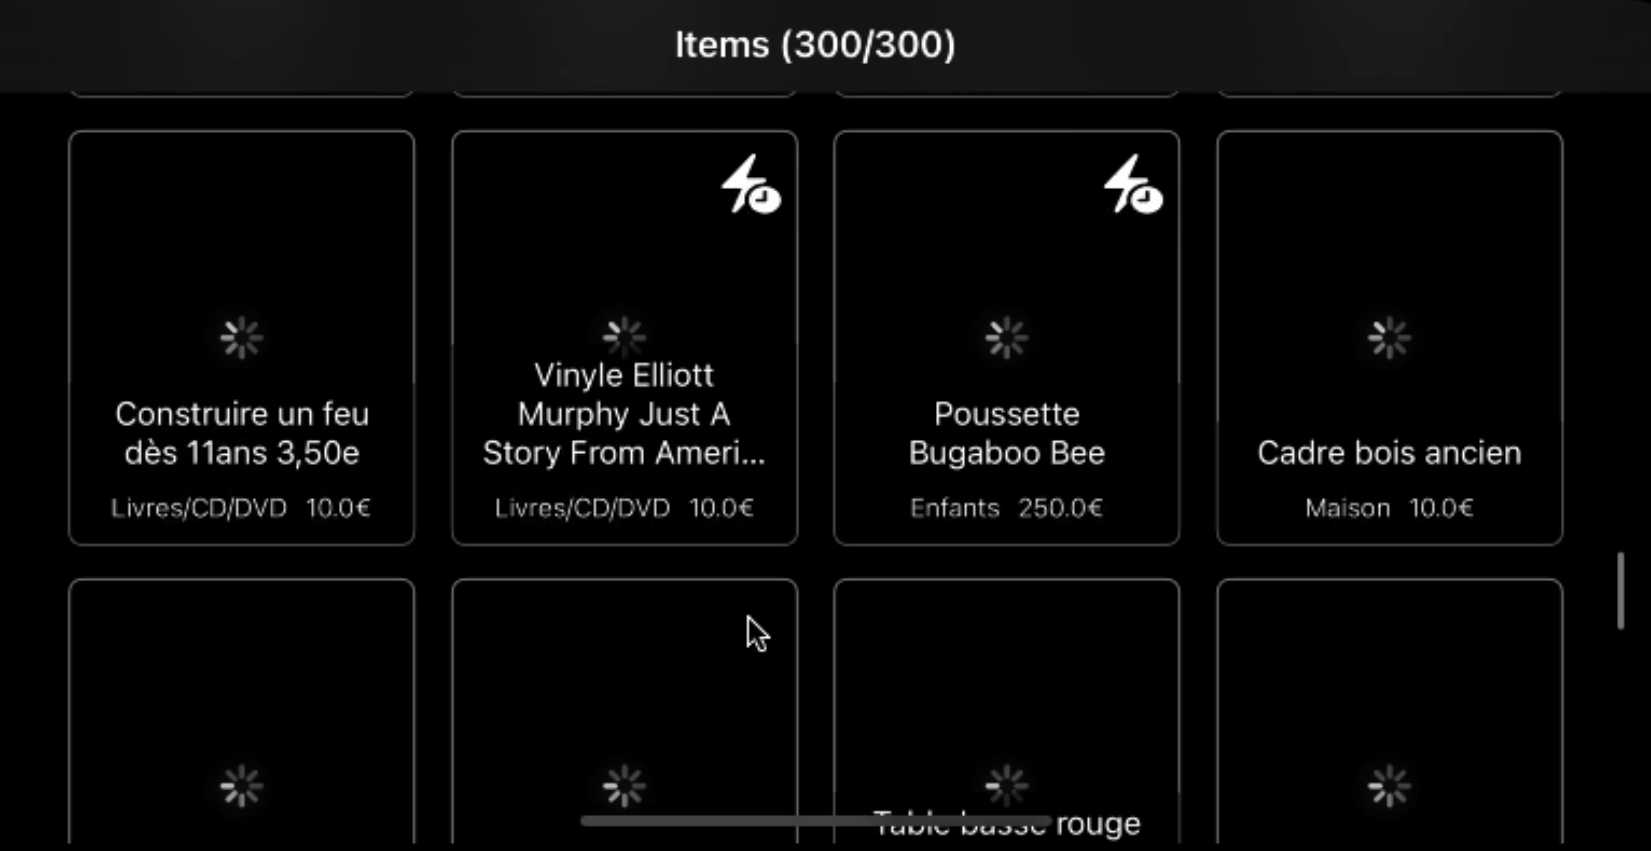 Items (300/300)
Construire un feu
dès 11ans 3,50e
Livres/CD/DVD 10.0€
Vinyle Elliott
Murphy Just A
Story From Ameri...
Livres/CD/DVD 10.0€
Poussette
Bugaboo Bee
Enfants 250.0€
Cadre bois ancien
Maison 10.0€
Table basse rouge